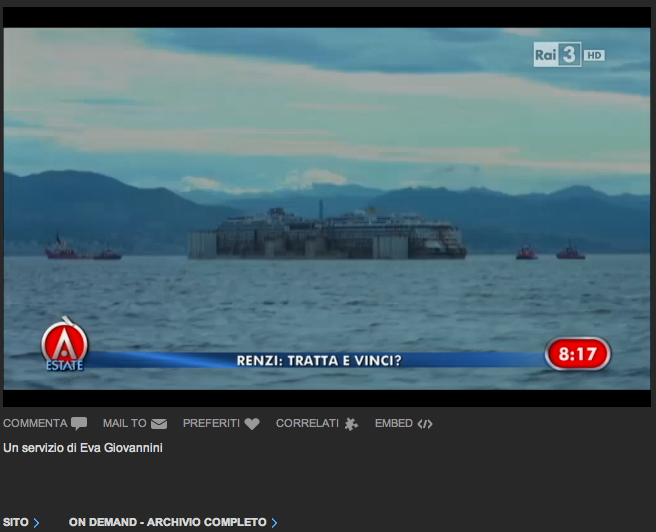 Rai 3 HD
À
ESTATE
RENZI: TRATTA E VINCI?
8:17
COMMENTA MAIL TO PREFERITI CORRELATI EMBED
Un servizio di Eva Giovannini
SITO ON DEMAND - ARCHIVIO COMPLETO